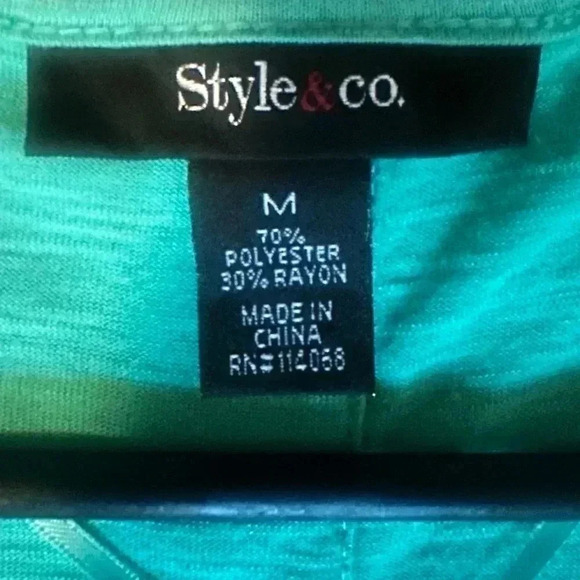 Style&co.
M
70%
POLYESTER
30% RAYON
MADE IN
CHINA
RN#114068